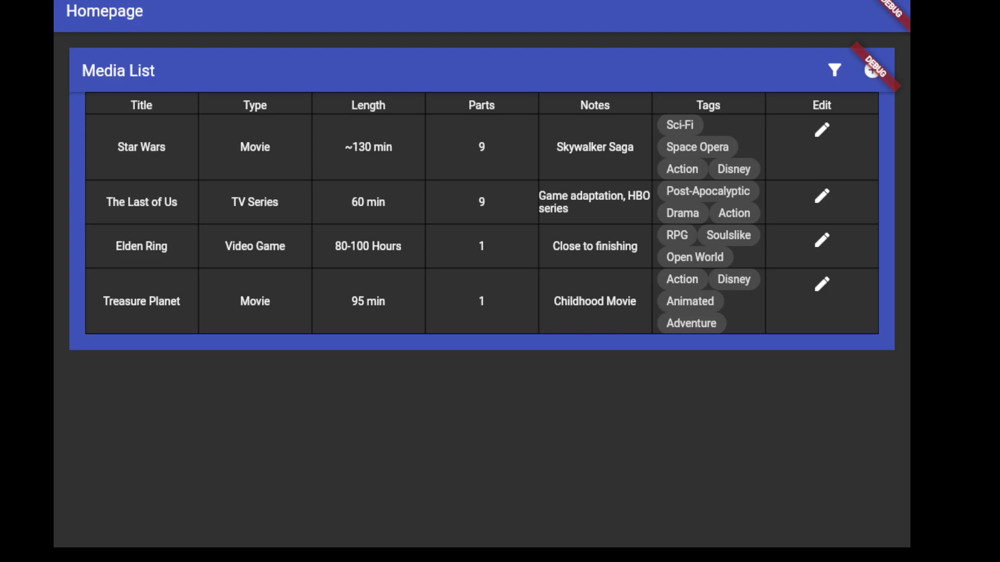 Homepage
DEBUG
Media List
DEBUG
Title Type Length Parts Notes Tags Edit
Star Wars Movie ~130 min 9 Skywalker Saga
Sci-Fi
Space Opera
Action Disney
The Last of Us TV Series 60 min 9
Game adaptation, HBO
series
Post-Apocalyptic
Drama Action
Elden Ring Video Game 80-100 Hours 1 Close to finishing
RPG Soulslike
Open World
Treasure Planet Movie 95 min 1 Childhood Movie
Action Disney
Animated
Adventure